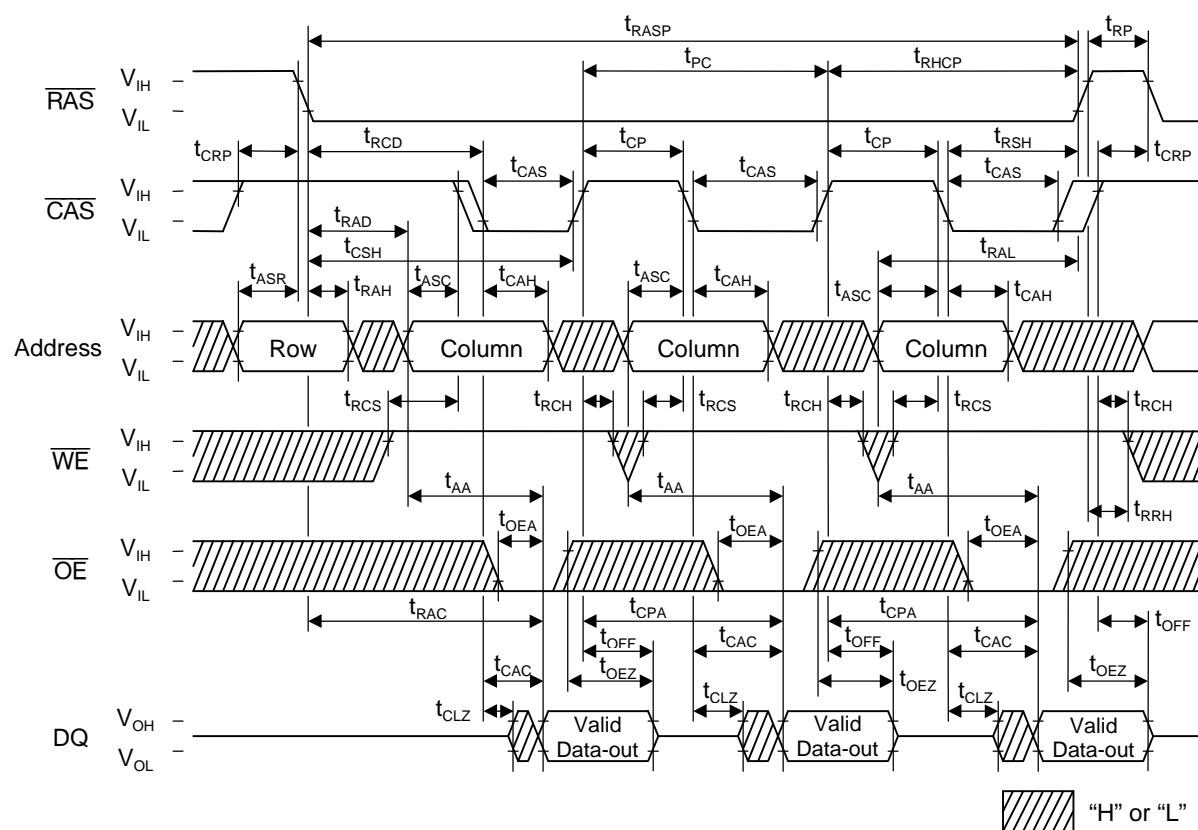 tRASP tRP
tPC tRHCP
VIH
RAS
VIL
tCRP tRCD tCP tCP tRSH tCRP
tCAS tCAS tCAS
VIH
CAS
VIL
tRAD
tCSH tRAL
tASR tRAH tASC tCAH tASC tCAH tASC tCAH
VIH
Address Row Column Column Column
VIL
tRCS tRCH tRCS tRCH tRCS tRCH
VIH
WE
VIL
tAA tAA tAA
tRRH
tOEA tOEA tOEA
VIH
OE
VIL
tRAC tCPA tCPA tOFF
tCAC tOFF tCAC tOFF tCAC
tOEZ tOEZ tOEZ
tCLZ tCLZ tCLZ
VOH
DQ Valid Data-out Valid Data-out Valid Data-out
VOL
“H” or “L”